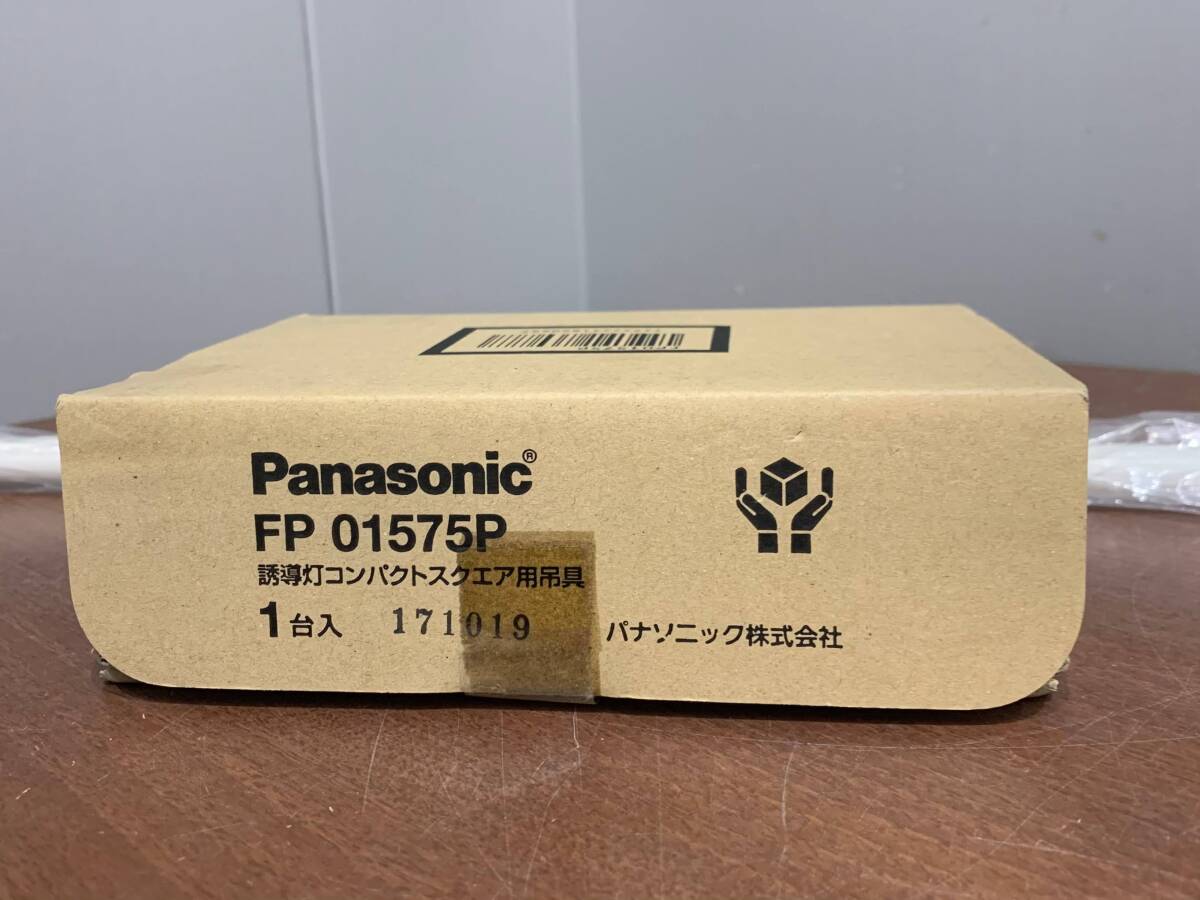 Panasonic®
FP 01575P
誘導灯コンパクトスクエア用吊具
1台入 171019 パナソニック株式会社